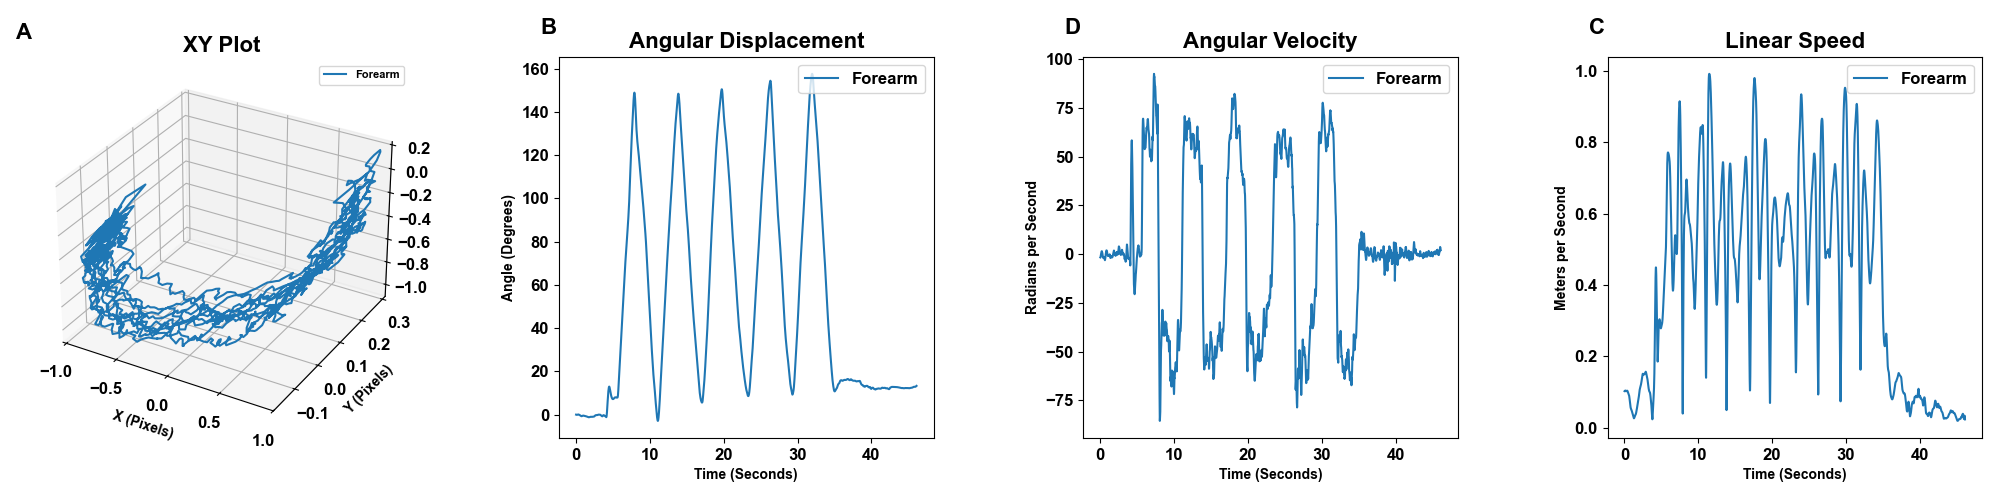 A
XY Plot
Forearm
0.2
0.0
−0.2
−0.4
−0.6
−0.8
−1.0
0.3
0.2
0.1
0.0
−0.1
Y (Pixels)
−1.0
−0.5
0.0
0.5
1.0
X (Pixels)
B
Angular Displacement
Forearm
160
140
120
100
80
60
40
20
0
Angle (Degrees)
0 10 20 30 40
Time (Seconds)
D
Angular Velocity
Forearm
100
75
50
25
0
−25
−50
−75
Radians per Second
0 10 20 30 40
Time (Seconds)
C
Linear Speed
Forearm
1.0
0.8
0.6
0.4
0.2
0.0
Meters per Second
0 10 20 30 40
Time (Seconds)